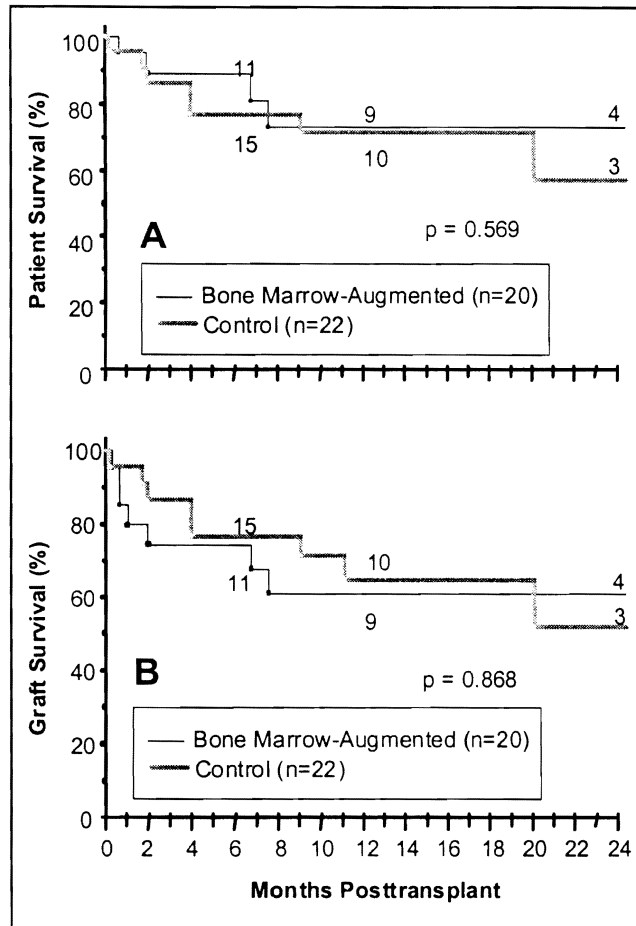 Patient Survival (%)
100
80
60
40
80
0
11
15
9
10
4
3
A
p = 0.569
Bone Marrow-Augmented (n=20)
Control (n=22)
Graft Survival (%)
100
80
60
40
80
0
15
11
10
9
4
3
B
p = 0.868
Bone Marrow-Augmented (n=20)
Control (n=22)
0 2 4 6 8 10 12 14 16 18 20 22 24
Months Posttransplant